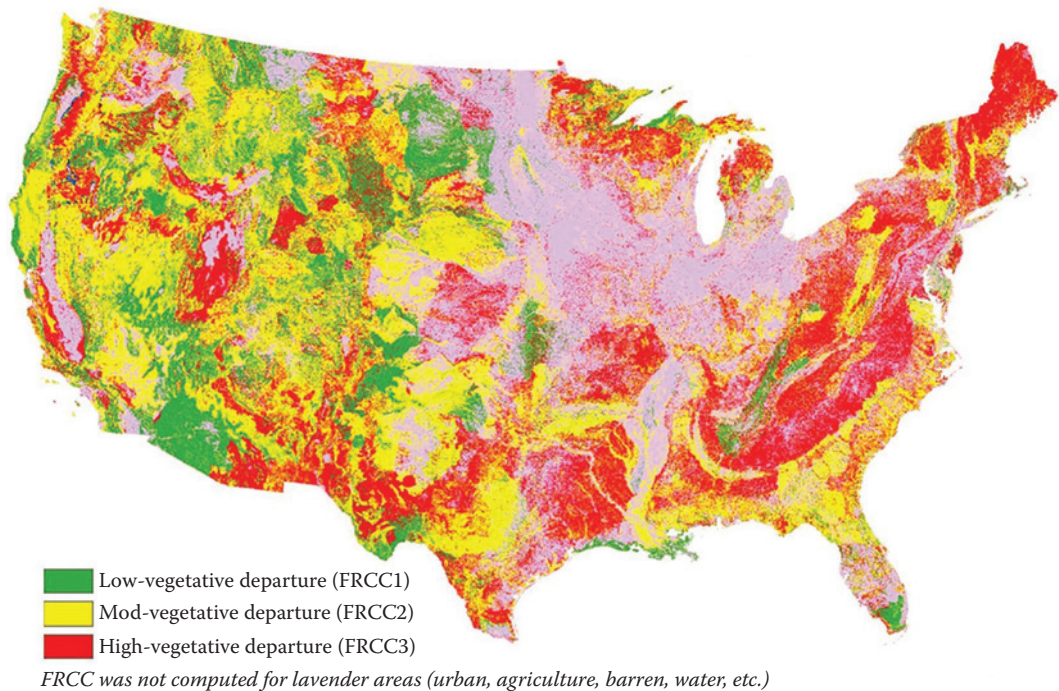 Low-vegetative departure (FRCC1)
Mod-vegetative departure (FRCC2)
High-vegetative departure (FRCC3)
FRCC was not computed for lavender areas (urban, agriculture, barren, water, etc.)